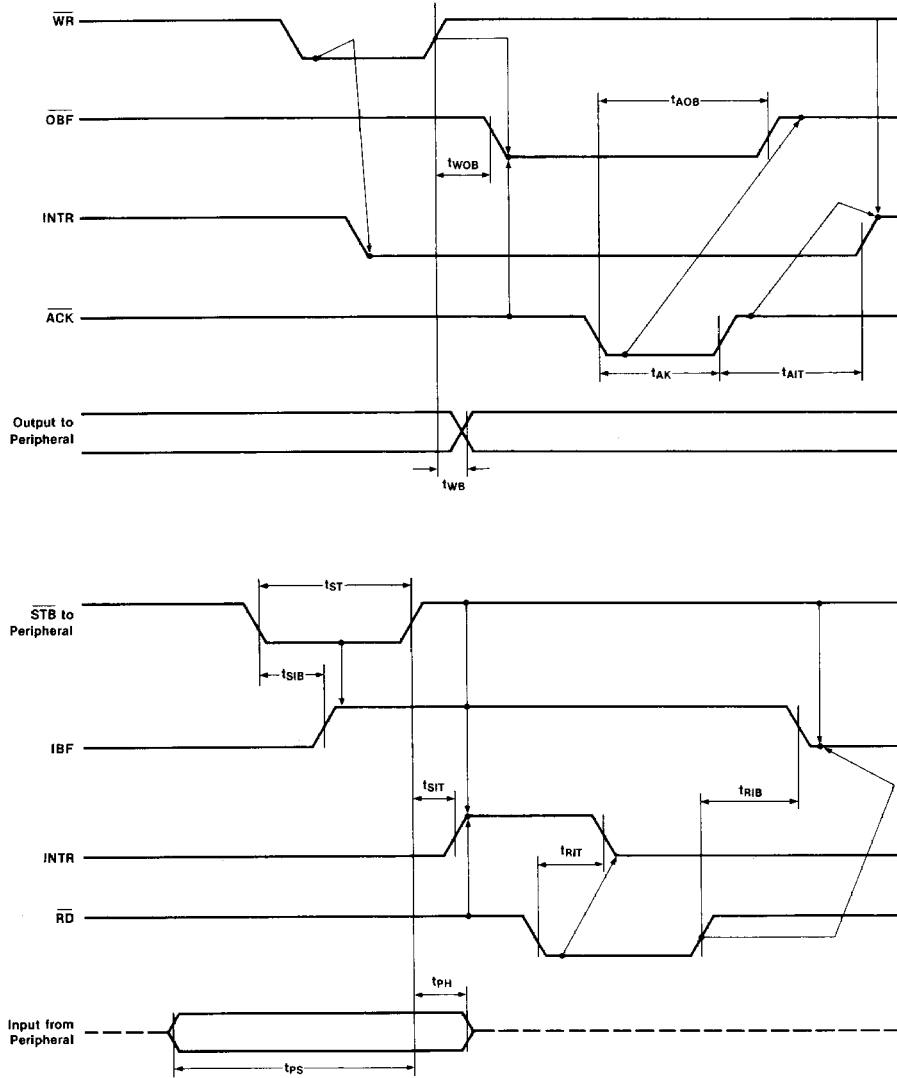 WR
OBF
tAOB
tWOB
INTR
ACK
tAK
tAIT
Output to
Peripheral
tWB
tST
STB to
Peripheral
tSIB
IBF
tSIT
tRIB
INTR
tRIT
RD
tPH
Input from
Peripheral
tPS